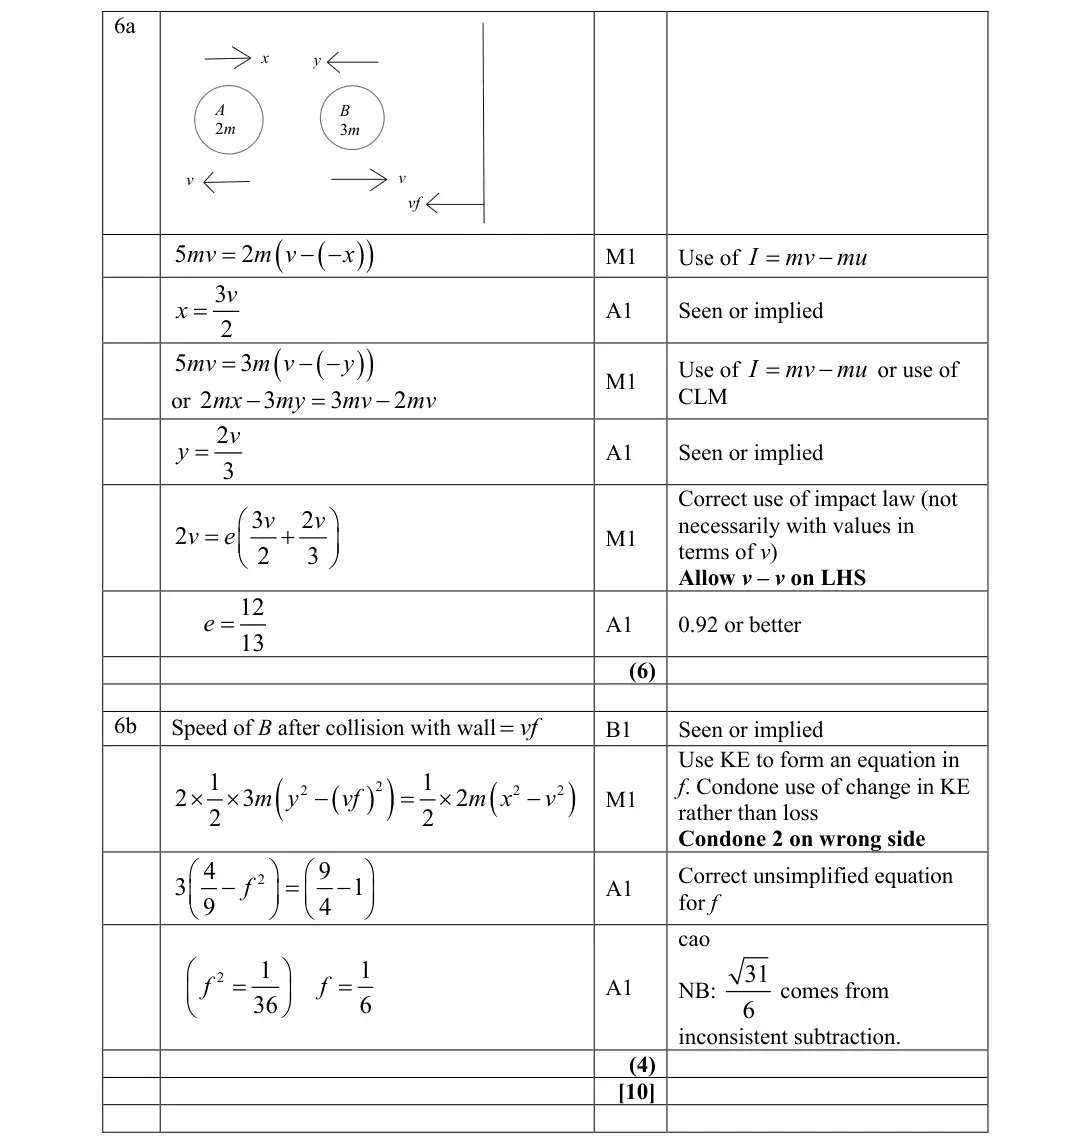 6a
x
y
A
2m
B
3m
v
v
vf
5mv = 2m(v − (−x))
M1
Use of I = mv − mu
x = 3v/2
A1
Seen or implied
5mv = 3m(v − (−y))
or 2mx − 3my = 3mv − 2mv
M1
Use of I = mv − mu or use of
CLM
y = 2v/3
A1
Seen or implied
2v = e(3v/2 + 2v/3)
M1
Correct use of impact law (not
necessarily with values in
terms of v)
Allow v – v on LHS
e = 12/13
A1
0.92 or better
(6)
6b
Speed of B after collision with wall = vf
B1
Seen or implied
2 × 1/2 × 3m(y² − (vf)²) = 1/2 × 2m(x² − v²)
M1
Use KE to form an equation in
f. Condone use of change in KE
rather than loss
Condone 2 on wrong side
3(4/9 − f²) = (9/4 − 1)
A1
Correct unsimplified equation
for f
(f² = 1/36) f = 1/6
A1
cao
NB: √31/6 comes from
inconsistent subtraction.
(4)
[10]